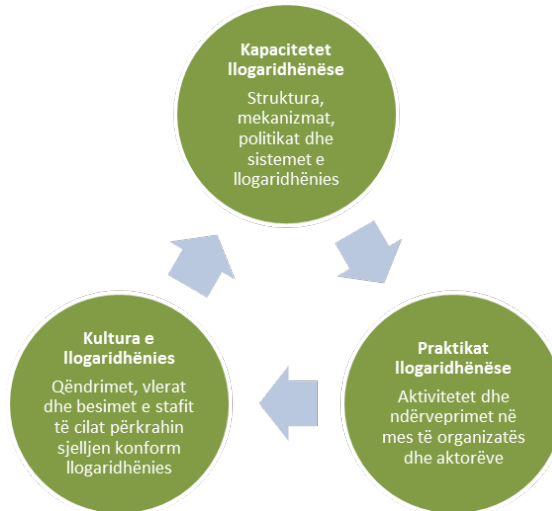 Kapacitetet
llogaridhënëse
Struktura,
mekanizmat,
politikat dhe
sistemet e
llogaridhënies
Praktikat
llogaridhënëse
Aktivitetet dhe
ndërveprimet në
mes të organizatës
dhe aktorëve
Kultura e
llogaridhënies
Qëndrimet, vlerat
dhe besimet e stafit
të cilat përkrahin
sjelljen konform
llogaridhënies